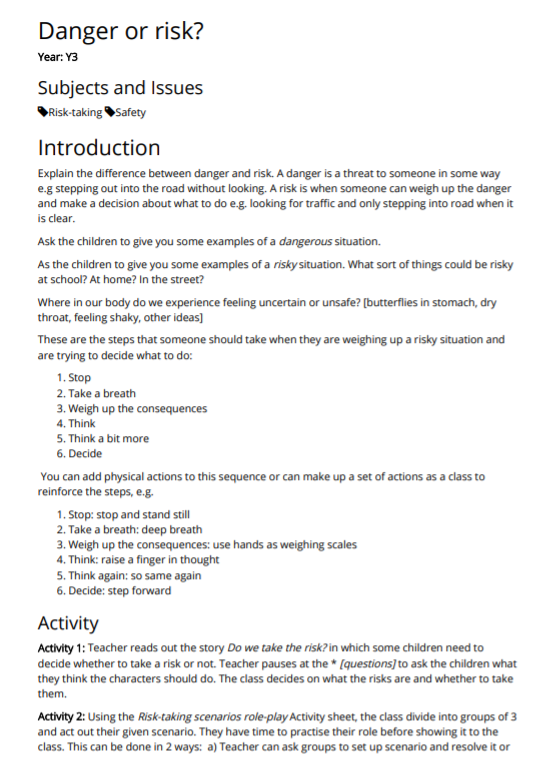 Danger or risk?
Year: Y3
Subjects and Issues
Risk-taking Safety
Introduction
Explain the difference between danger and risk. A danger is a threat to someone in some way
e.g stepping out into the road without looking. A risk is when someone can weigh up the danger
and make a decision about what to do e.g. looking for traffic and only stepping into road when it
is clear.
Ask the children to give you some examples of a dangerous situation.
As the children to give you some examples of a risky situation. What sort of things could be risky
at school? At home? In the street?
Where in our body do we experience feeling uncertain or unsafe? [butterflies in stomach, dry
throat, feeling shaky, other ideas]
These are the steps that someone should take when they are weighing up a risky situation and
are trying to decide what to do:
1. Stop
2. Take a breath
3. Weigh up the consequences
4. Think
5. Think a bit more
6. Decide
You can add physical actions to this sequence or can make up a set of actions as a class to
reinforce the steps, e.g.
1. Stop: stop and stand still
2. Take a breath: deep breath
3. Weigh up the consequences: use hands as weighing scales
4. Think: raise a finger in thought
5. Think again: so same again
6. Decide: step forward
Activity
Activity 1: Teacher reads out the story Do we take the risk? in which some children need to
decide whether to take a risk or not. Teacher pauses at the * [questions] to ask the children what
they think the characters should do. The class decides on what the risks are and whether to take
them.
Activity 2: Using the Risk-taking scenarios role-play Activity sheet, the class divide into groups of 3
and act out their given scenario. They have time to practise their role before showing it to the
class. This can be done in 2 ways: a) Teacher can ask groups to set up scenario and resolve it or